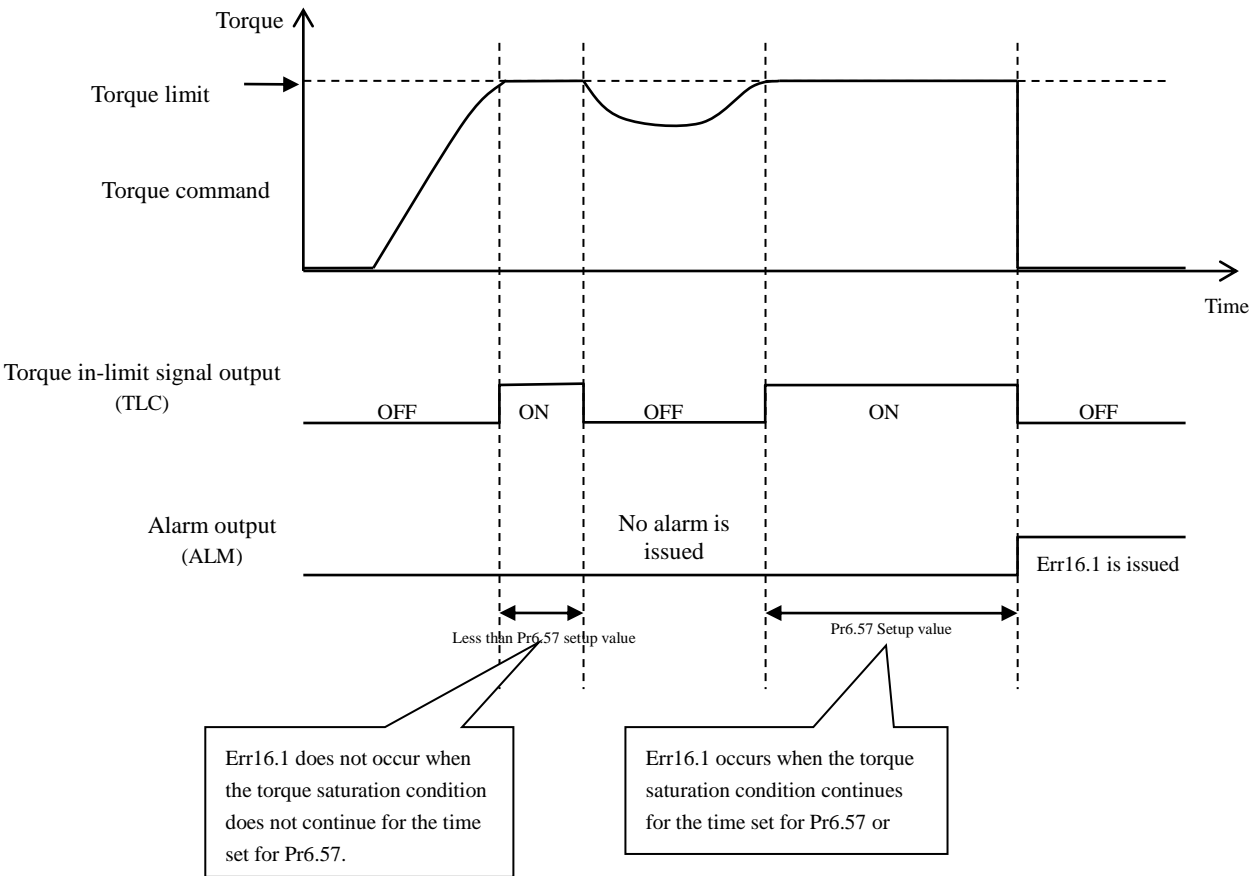 Torque
Torque limit
Torque command
Time
Torque in-limit signal output
(TLC)
OFF
ON
OFF
ON
OFF
Alarm output
(ALM)
No alarm is
issued
Err16.1 is issued
Less than Pr6.57 setup value
Pr6.57 Setup value
Err16.1 does not occur when
the torque saturation condition
does not continue for the time
set for Pr6.57.
Err16.1 occurs when the torque
saturation condition continues
for the time set for Pr6.57 or